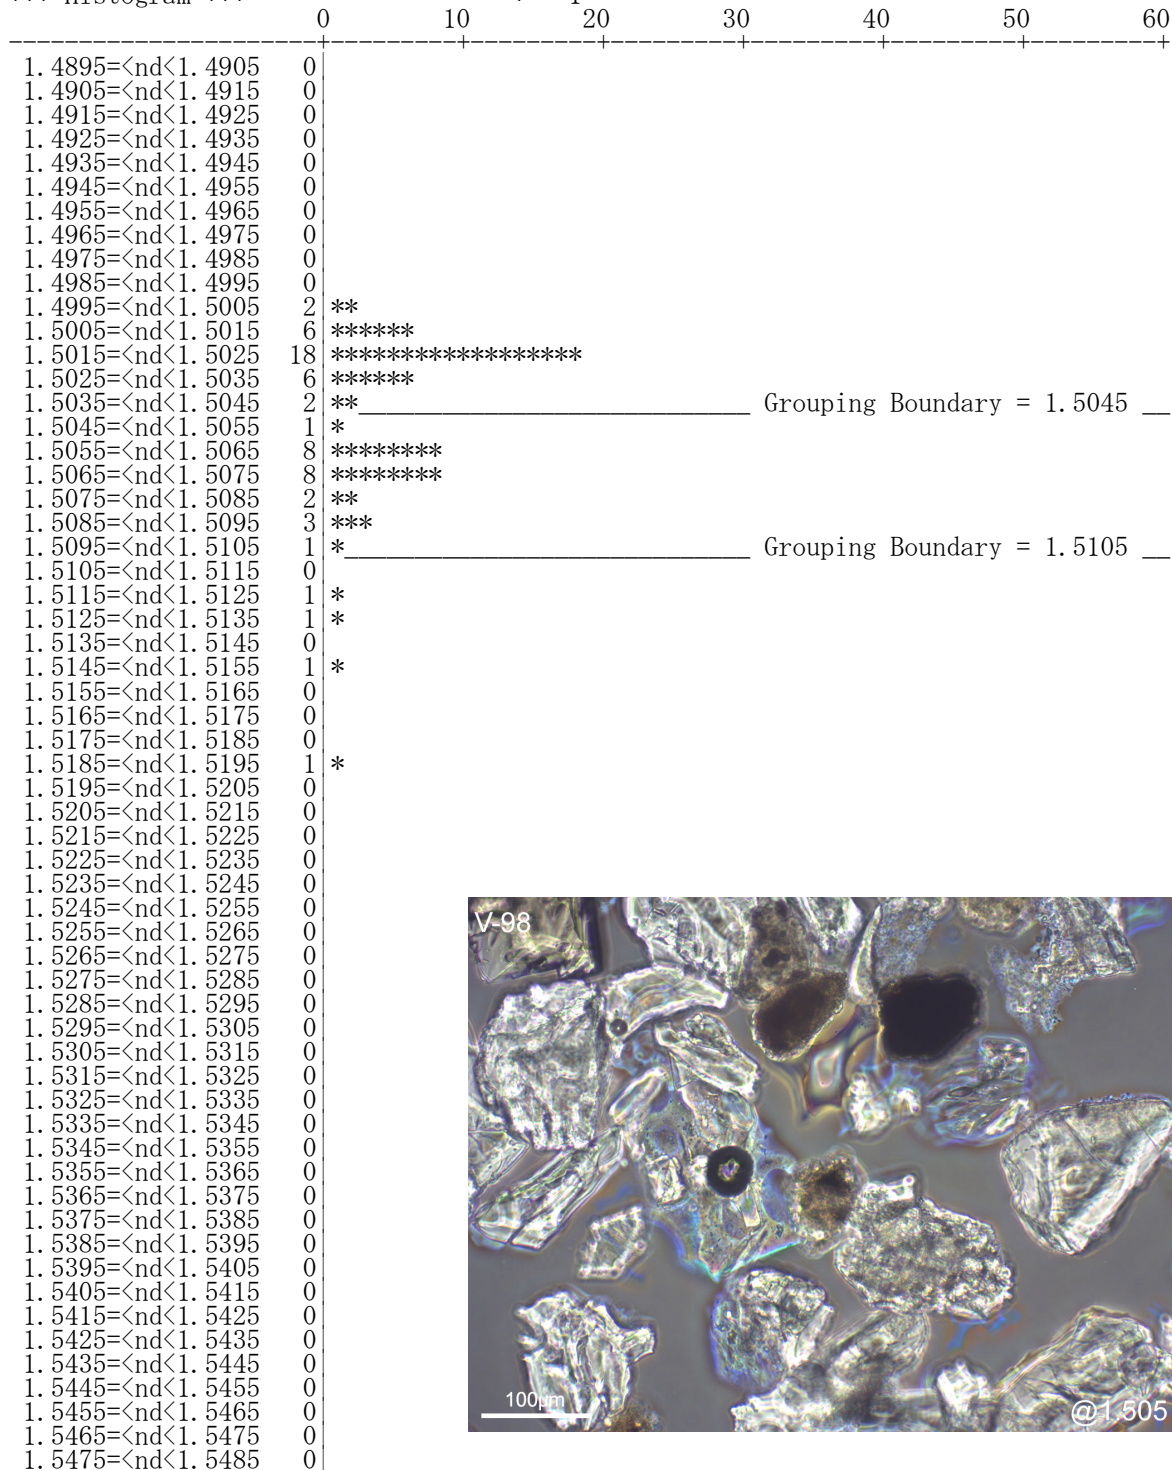 0 10 20 30 40 50 60
1.4895=<nd<1.4905 0
1.4905=<nd<1.4915 0
1.4915=<nd<1.4925 0
1.4925=<nd<1.4935 0
1.4935=<nd<1.4945 0
1.4945=<nd<1.4955 0
1.4955=<nd<1.4965 0
1.4965=<nd<1.4975 0
1.4975=<nd<1.4985 0
1.4985=<nd<1.4995 0
1.4995=<nd<1.5005 2 **
1.5005=<nd<1.5015 6 ******
1.5015=<nd<1.5025 18 ******************
1.5025=<nd<1.5035 6 ******
1.5035=<nd<1.5045 2 **____________________________ Grouping Boundary = 1.5045 __
1.5045=<nd<1.5055 1 *
1.5055=<nd<1.5065 8 ********
1.5065=<nd<1.5075 8 ********
1.5075=<nd<1.5085 2 **
1.5085=<nd<1.5095 3 ***
1.5095=<nd<1.5105 1 *_____________________________ Grouping Boundary = 1.5105 __
1.5105=<nd<1.5115 0
1.5115=<nd<1.5125 1 *
1.5125=<nd<1.5135 1 *
1.5135=<nd<1.5145 0
1.5145=<nd<1.5155 1 *
1.5155=<nd<1.5165 0
1.5165=<nd<1.5175 0
1.5175=<nd<1.5185 0
1.5185=<nd<1.5195 1 *
1.5195=<nd<1.5205 0
1.5205=<nd<1.5215 0
1.5215=<nd<1.5225 0
1.5225=<nd<1.5235 0
1.5235=<nd<1.5245 0
1.5245=<nd<1.5255 0
1.5255=<nd<1.5265 0
1.5265=<nd<1.5275 0
1.5275=<nd<1.5285 0
1.5285=<nd<1.5295 0
1.5295=<nd<1.5305 0
1.5305=<nd<1.5315 0
1.5315=<nd<1.5325 0
1.5325=<nd<1.5335 0
1.5335=<nd<1.5345 0
1.5345=<nd<1.5355 0
1.5355=<nd<1.5365 0
1.5365=<nd<1.5375 0
1.5375=<nd<1.5385 0
1.5385=<nd<1.5395 0
1.5395=<nd<1.5405 0
1.5405=<nd<1.5415 0
1.5415=<nd<1.5425 0
1.5425=<nd<1.5435 0
1.5435=<nd<1.5445 0
1.5445=<nd<1.5455 0
1.5455=<nd<1.5465 0
1.5465=<nd<1.5475 0
1.5475=<nd<1.5485 0
V-98
100μm
@1.505